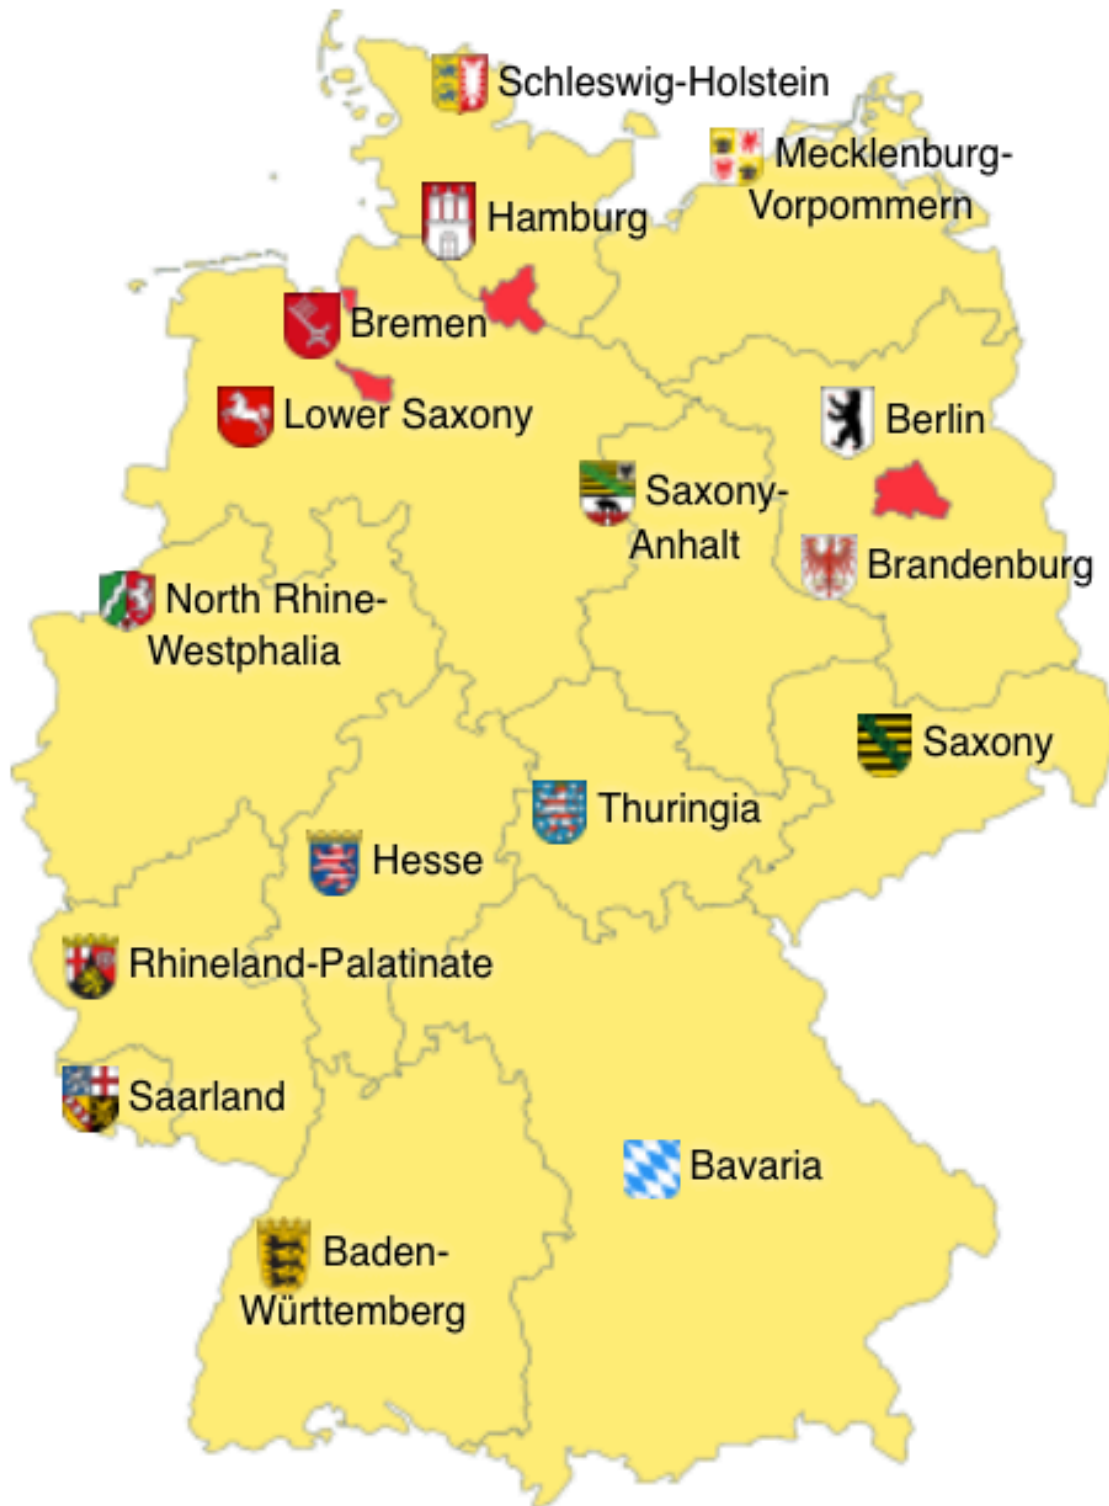 Schleswig-Holstein
Mecklenburg-
Vorpommern
Hamburg
Bremen
Lower Saxony
Berlin
Saxony-
Anhalt
Brandenburg
North Rhine-
Westphalia
Saxony
Thuringia
Hesse
Rhineland-Palatinate
Saarland
Bavaria
Baden-
Württemberg